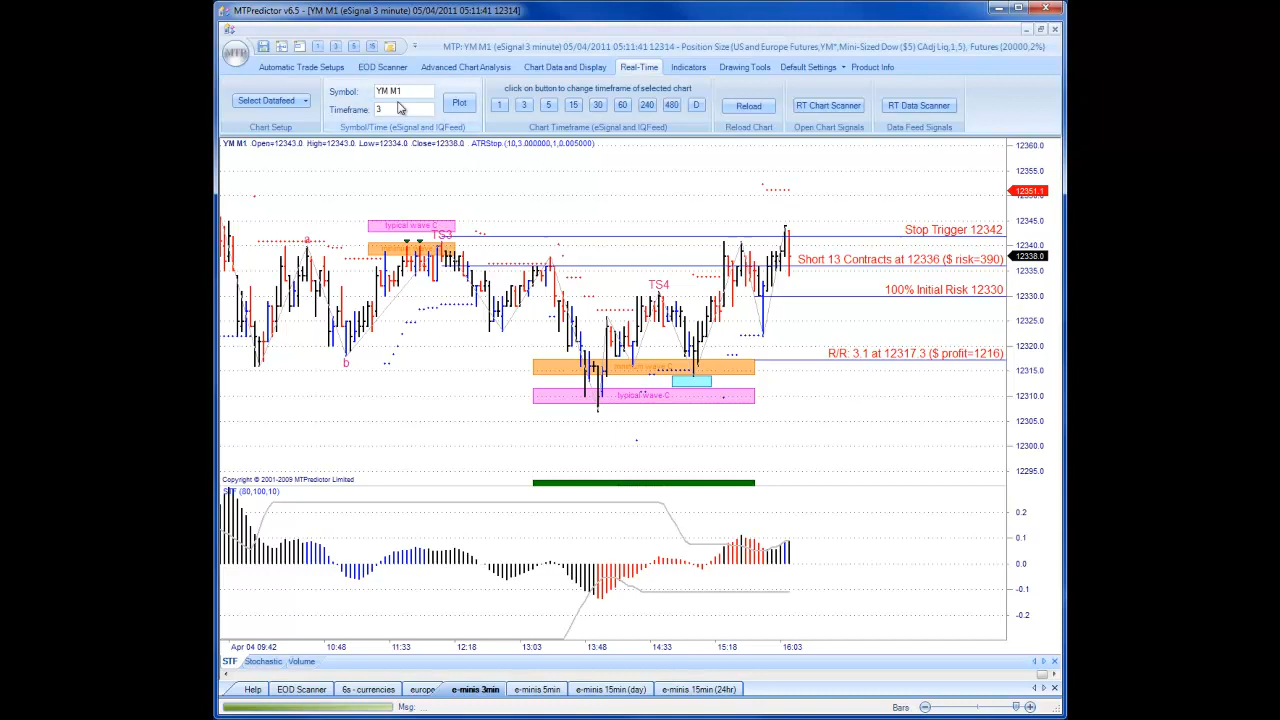 MTPredictor v6.5 - [YM M1 (eSignal 3 minute) 05/04/2011 05:11:41 12314]
1 3 5 15
MTP: YM M1 (eSignal 3 minute) 05/04/2011 05:11:41 12314 - Position Size (US and Europe Futures,YM*,Mini-Sized Dow ($5) CAdj Liq,1,5), Futures (20000,2%)
MTP
Automatic Trade Setups EOD Scanner Advanced Chart Analysis Chart Data and Display Real-Time Indicators Drawing Tools Default Settings Product Info
Symbol: YM M1
click on button to change timeframe of selected chart
Select Datafeed
Timeframe: 3
Plot
1 3 5 15 30 60 240 480 D
Reload
RT Chart Scanner
RT Data Scanner
Chart Setup
Symbol/Time (eSignal and IQFeed)
Chart Timeframe (eSignal and IQFeed)
Reload Chart
Open Chart Signals
Data Feed Signals
YM M1 Open=12343.0 High=12343.0 Low=12334.0 Close=12338.0 ATRStop.(10,3.000000,1,0.005000)
12360.0
12355.0
12351.1
12350.0
12345.0
typical wave C
Stop Trigger 12342
TS3
a
12340.0
12338.0
Short 13 Contracts at 12336 ($ risk=390)
12335.0
TS4
100% Initial Risk 12330
12330.0
12325.0
12320.0
R/R: 3.1 at 12317.3 ($ profit=1216)
b
12315.0
typical wave C
12310.0
12305.0
12300.0
12295.0
Copyright © 2001-2009 MTPredictor Limited
STF (80,100,10)
0.2
0.1
0.0
-0.1
-0.2
Apr 04 09:42 10:48 11:33 12:18 13:03 13:48 14:33 15:18 16:03
STF Stochastic Volume
Help EOD Scanner 6s - currencies europe e-minis 3min e-minis 5min e-minis 15min (day) e-minis 15min (24hr)
Msg: ...
Bars